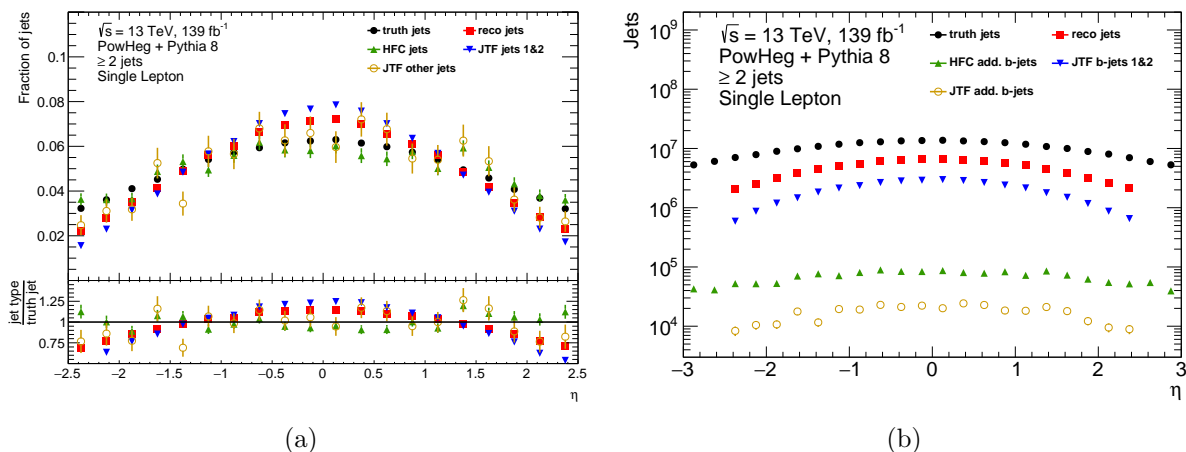 Fraction of jets
0.12
0.1
0.08
0.06
0.04
0.02
√s = 13 TeV, 139 fb⁻¹
PowHeg + Pythia 8
≥ 2 jets
Single Lepton
truth jets
reco jets
HFC jets
JTF jets 1&2
JTF other jets
jet type
truth jet
1.25
1
0.75
−2.5 −2 −1.5 −1 −0.5 0 0.5 1 1.5 2 2.5
η
(a)
Jets
10⁹
10⁸
10⁷
10⁶
10⁵
10⁴
√s = 13 TeV, 139 fb⁻¹
PowHeg + Pythia 8
≥ 2 jets
Single Lepton
truth jets
reco jets
HFC add. b-jets
JTF b-jets 1&2
JTF add. b-jets
−3 −2 −1 0 1 2 3
η
(b)